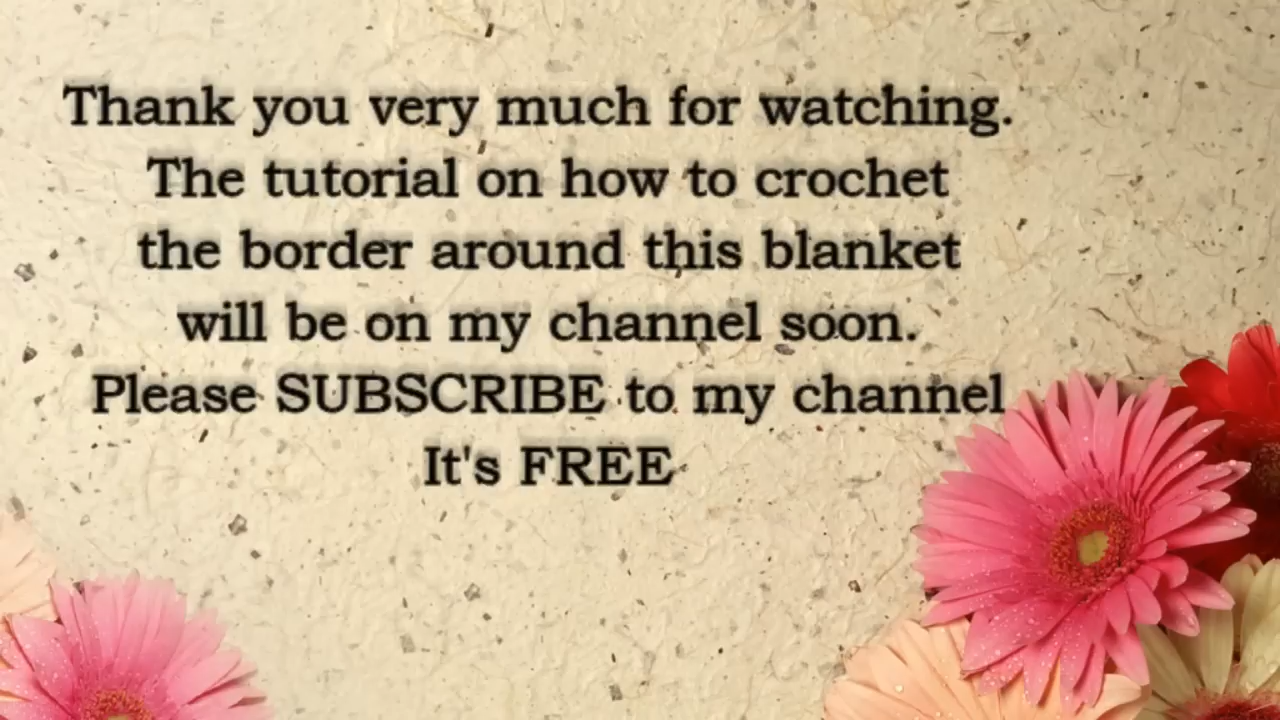 Thank you very much for watching.
The tutorial on how to crochet
the border around this blanket
will be on my channel soon.
Please SUBSCRIBE to my channel
It's FREE